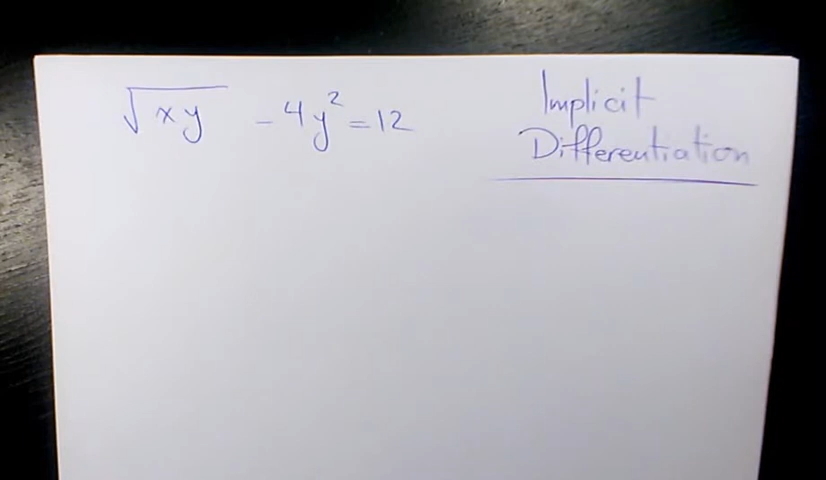 √xy - 4y² = 12
Implicit
Differentiation